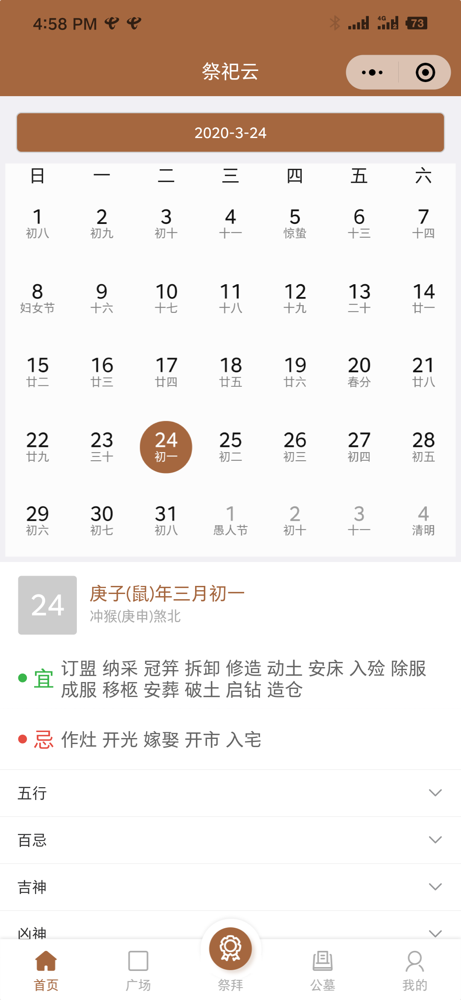 4:58 PM
1 4G 2 73
祭祀云
2020-3-24
日 一 二 三 四 五 六
1 2 3 4 5 6 7
初八 初九 初十 十一 惊蛰 十三 十四
8 9 10 11 12 13 14
妇女节 十六 十七 十八 十九 二十 廿一
15 16 17 18 19 20 21
廿二 廿三 廿四 廿五 廿六 春分 廿八
22 23 24 25 26 27 28
廿九 三十 初一 初二 初三 初四 初五
29 30 31 1 2 3 4
初六 初七 初八 愚人节 初十 十一 清明
24
庚子(鼠)年三月初一
冲猴(庚申)煞北
宜
订盟 纳采 冠笄 拆卸 修造 动土 安床 入殓 除服
成服 移柩 安葬 破土 启钻 造仓
忌 作灶 开光 嫁娶 开市 入宅
五行
百忌
吉神
凶神
首页 广场 祭拜 公墓 我的